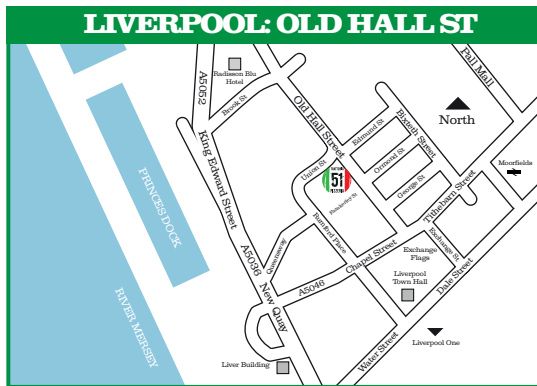 LIVERPOOL: OLD HALL ST
Radisson Blu
Hotel
A5052
Brook St
Old Hall Street
Pall Mall
North
Bixteth Street
Edmund St
Ormond St
George St
Moorfields
Union St
51
King Edward Street
PRINCES DOCK
Rumford Place
Tithebarn Street
Queensway
Chapel Street
Exchange
Flags
Exchange St
A5036
A5046
New Quay
Liverpool
Town Hall
Dale Street
RIVER MERSEY
Water Street
Liverpool One
Liver Building